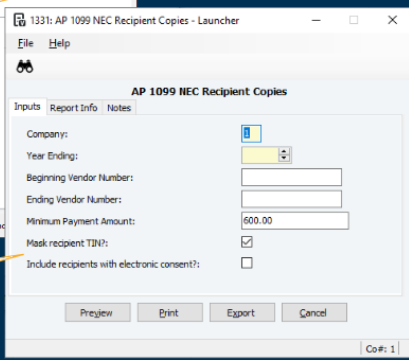 1331: AP 1099 NEC Recipient Copies - Launcher
File Help
AP 1099 NEC Recipient Copies
Inputs Report Info Notes
Company: 1
Year Ending:
Beginning Vendor Number:
Ending Vendor Number:
Minimum Payment Amount: 600.00
Mask recipient TIN?:
Include recipients with electronic consent?:
Preview Print Export Cancel
Co#: 1